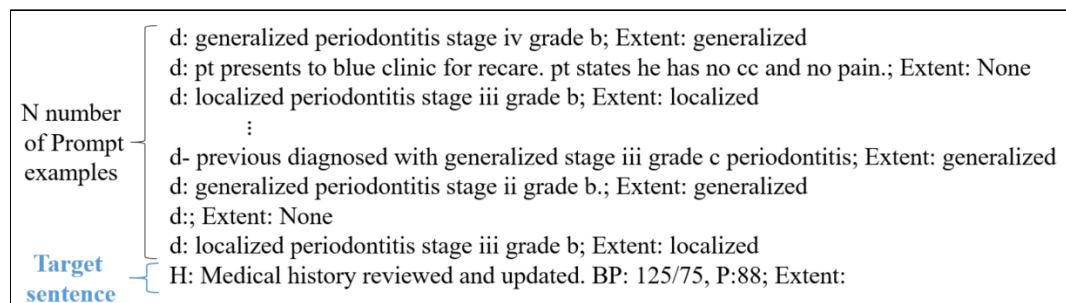 d: generalized periodontitis stage iv grade b; Extent: generalized
d: pt presents to blue clinic for recare. pt states he has no cc and no pain.; Extent: None
d: localized periodontitis stage iii grade b; Extent: localized
⋮
d- previous diagnosed with generalized stage iii grade c periodontitis; Extent: generalized
d: generalized periodontitis stage ii grade b.; Extent: generalized
d:; Extent: None
d: localized periodontitis stage iii grade b; Extent: localized
N number
of Prompt
examples
Target
sentence
H: Medical history reviewed and updated. BP: 125/75, P:88; Extent: